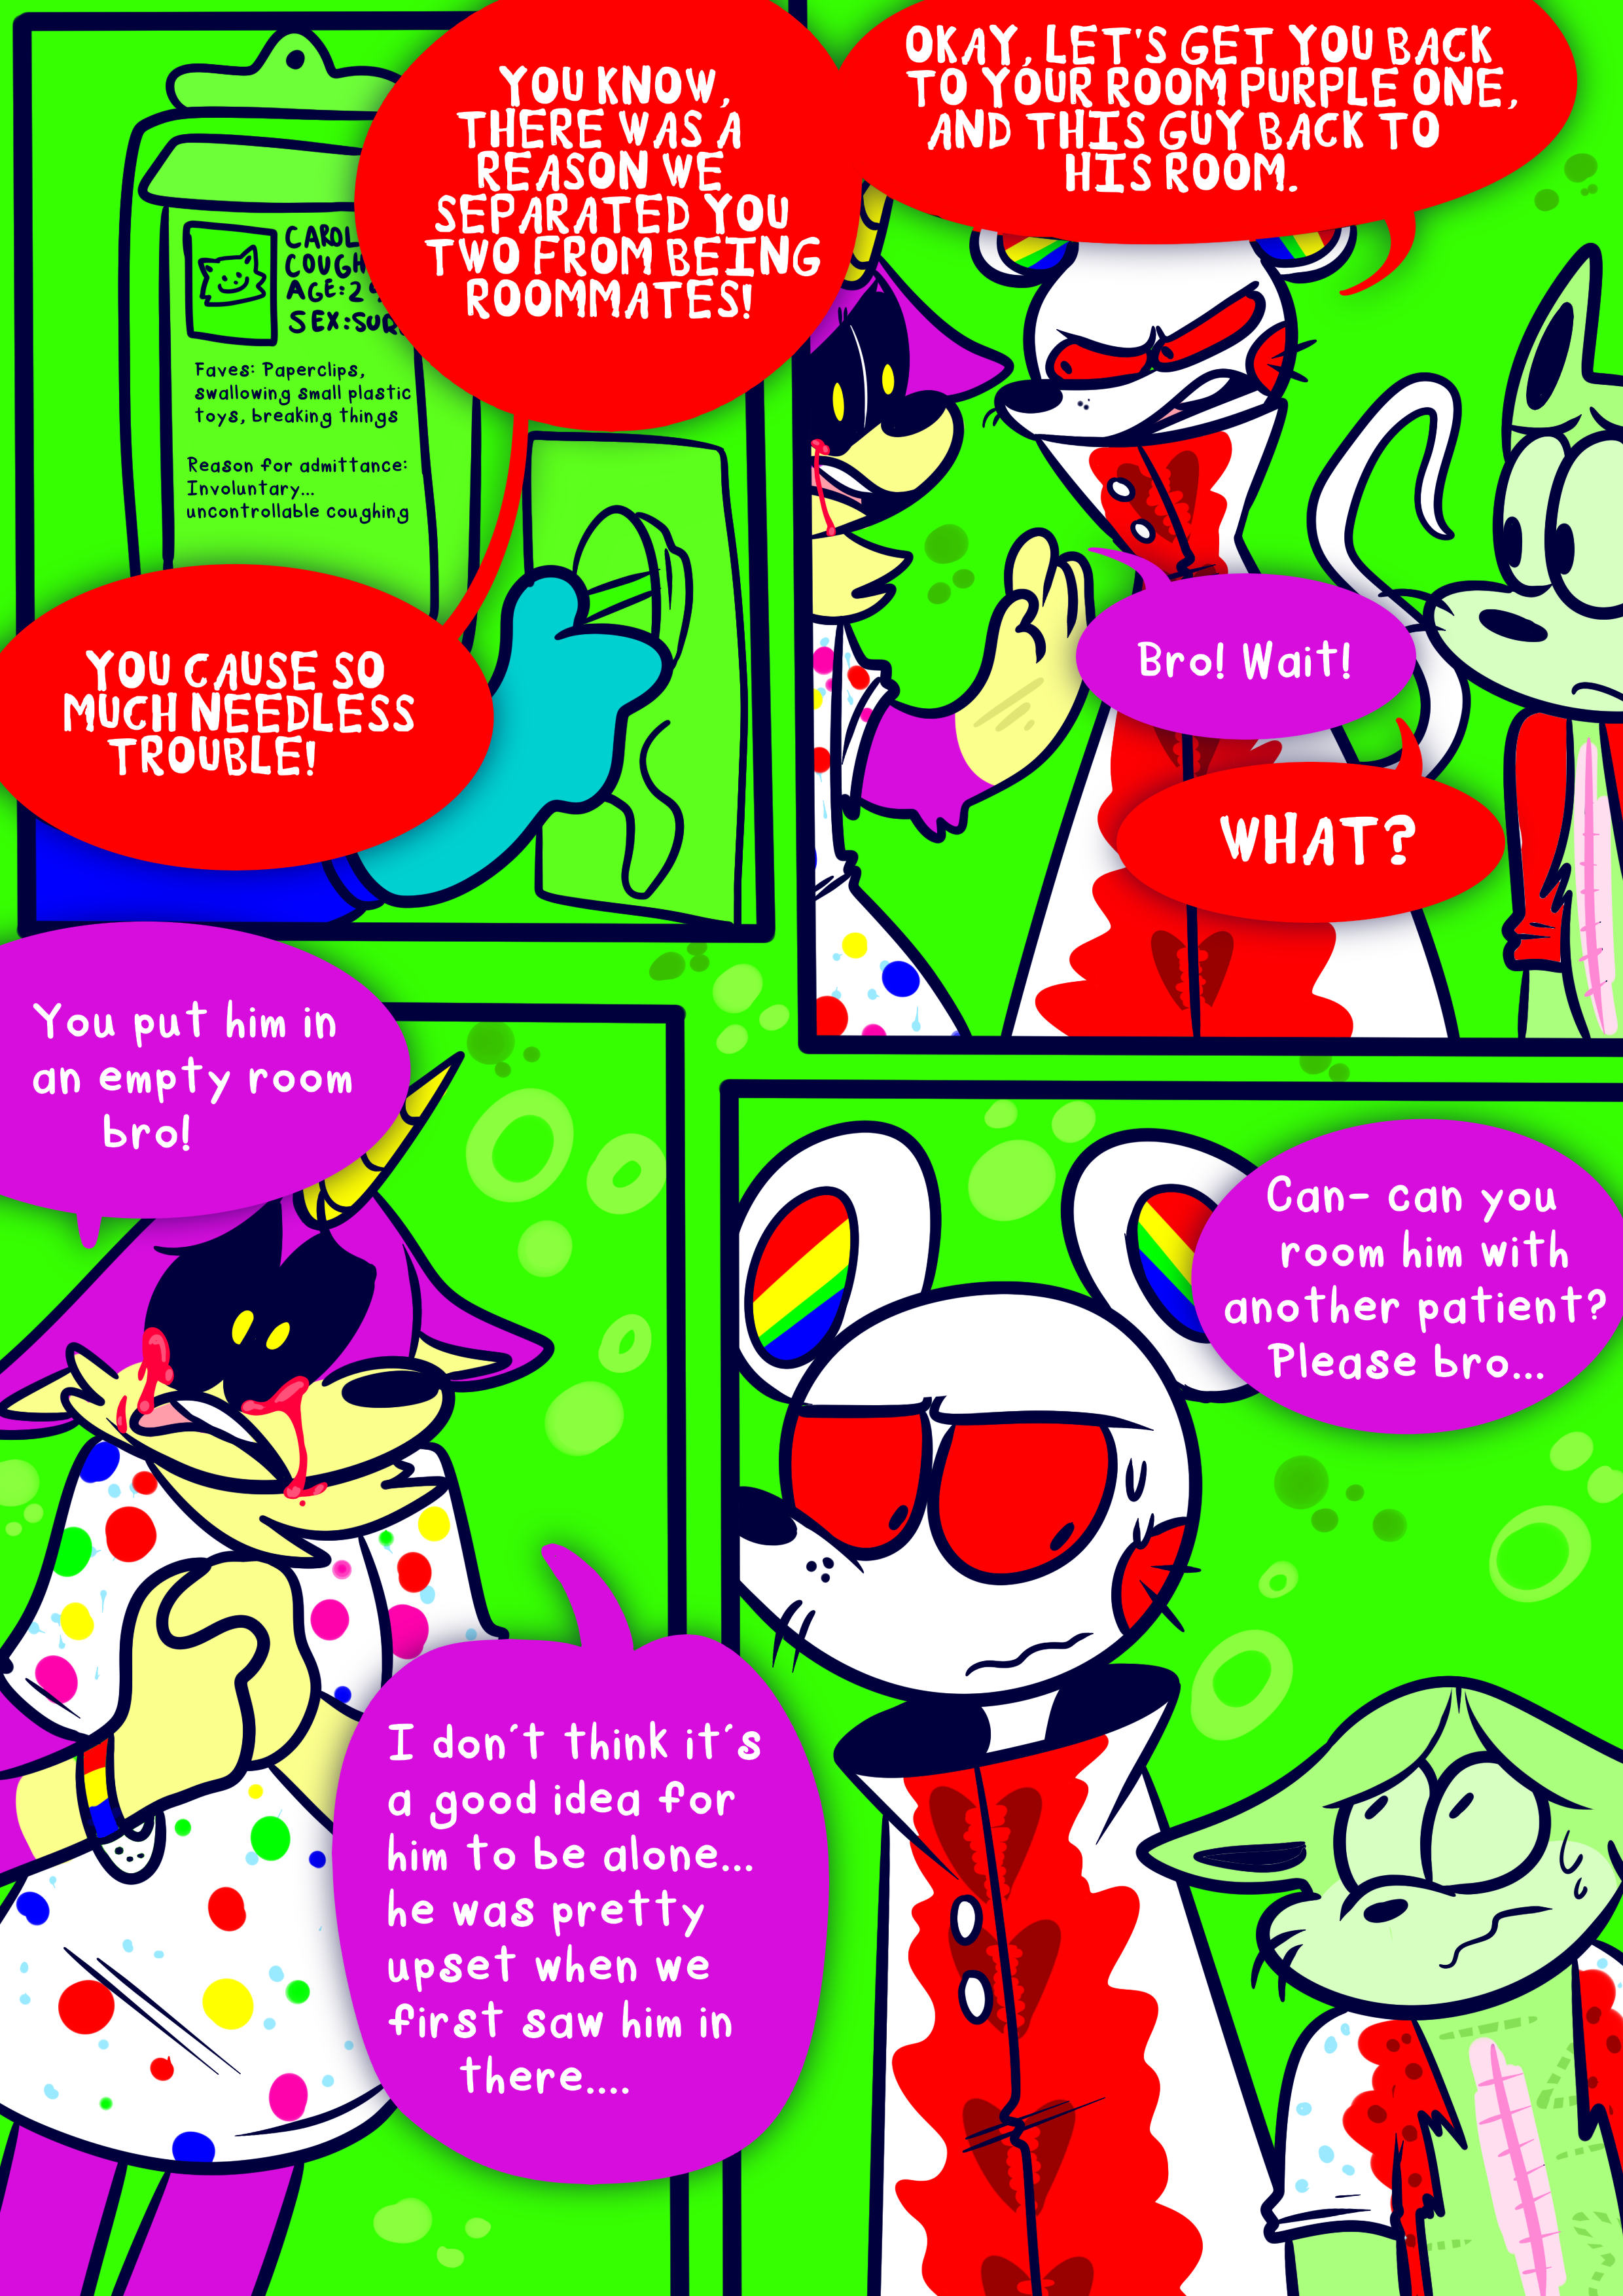 YOU KNOW,
THERE WAS A
REASON WE
SEPARATED YOU
TWO FROM BEING
ROOMMATES!
AGE: 2
SEX:
Faves: Paperclips,
swallowing small plastic
toys, breaking things
Reason for admittance:
Involuntary...
uncontrollable coughing
YOU CAUSE SO
MUCH NEEDLESS
TROUBLE!
OKAY, LET'S GET YOU BACK
TO YOUR ROOM PURPLE ONE,
AND THIS GUY BACK TO
HIS ROOM.
Bro! Wait!
WHAT?
You put him in
an empty room
bro!
I don't think it's
a good idea for
him to be alone...
he was pretty
upset when we
first saw him in
there....
Can- can you
room him with
another patient?
Please bro...